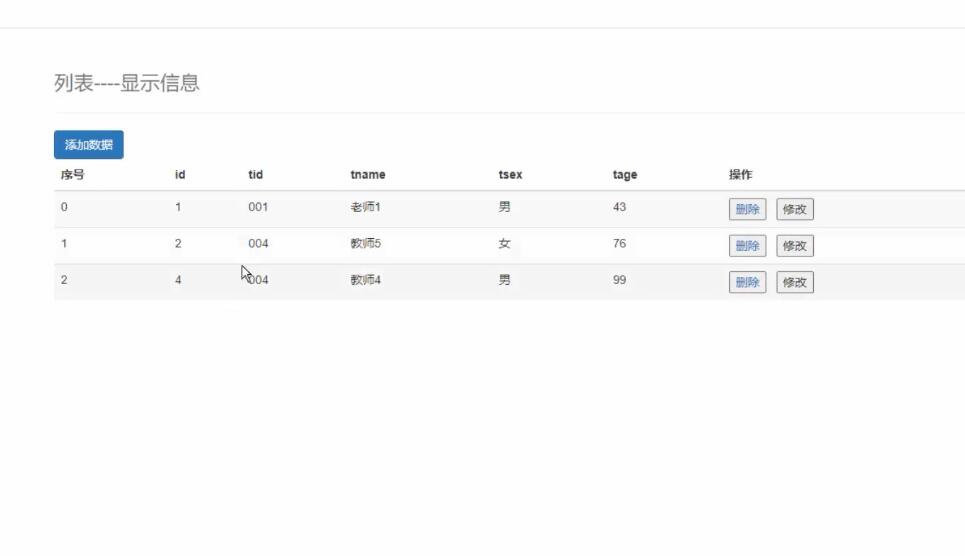 列表----显示信息
添加数据
序号 id tid tname tsex tage 操作
0 1 001 老师1 男 43 删除 修改
1 2 004 教师5 女 76 删除 修改
2 4 004 教师4 男 99 删除 修改